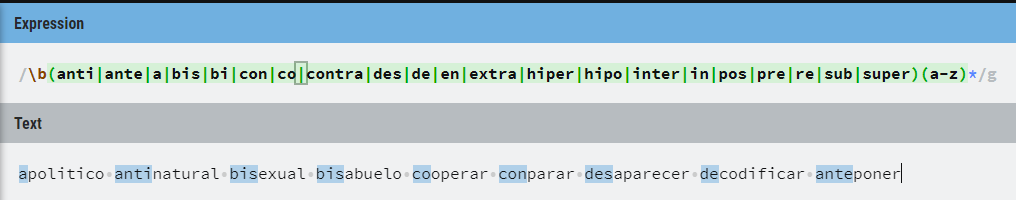 Expression
/\b(anti|ante|a|bis|bi|con|co|contra|des|de|en|extra|hiper|hipo|inter|in|pos|pre|re|sub|super)(a-z)*/g
Text
apolitico·antinatural·bisexual·bisabuelo·cooperar·conparar·desaparecer·decodificar·anteponer